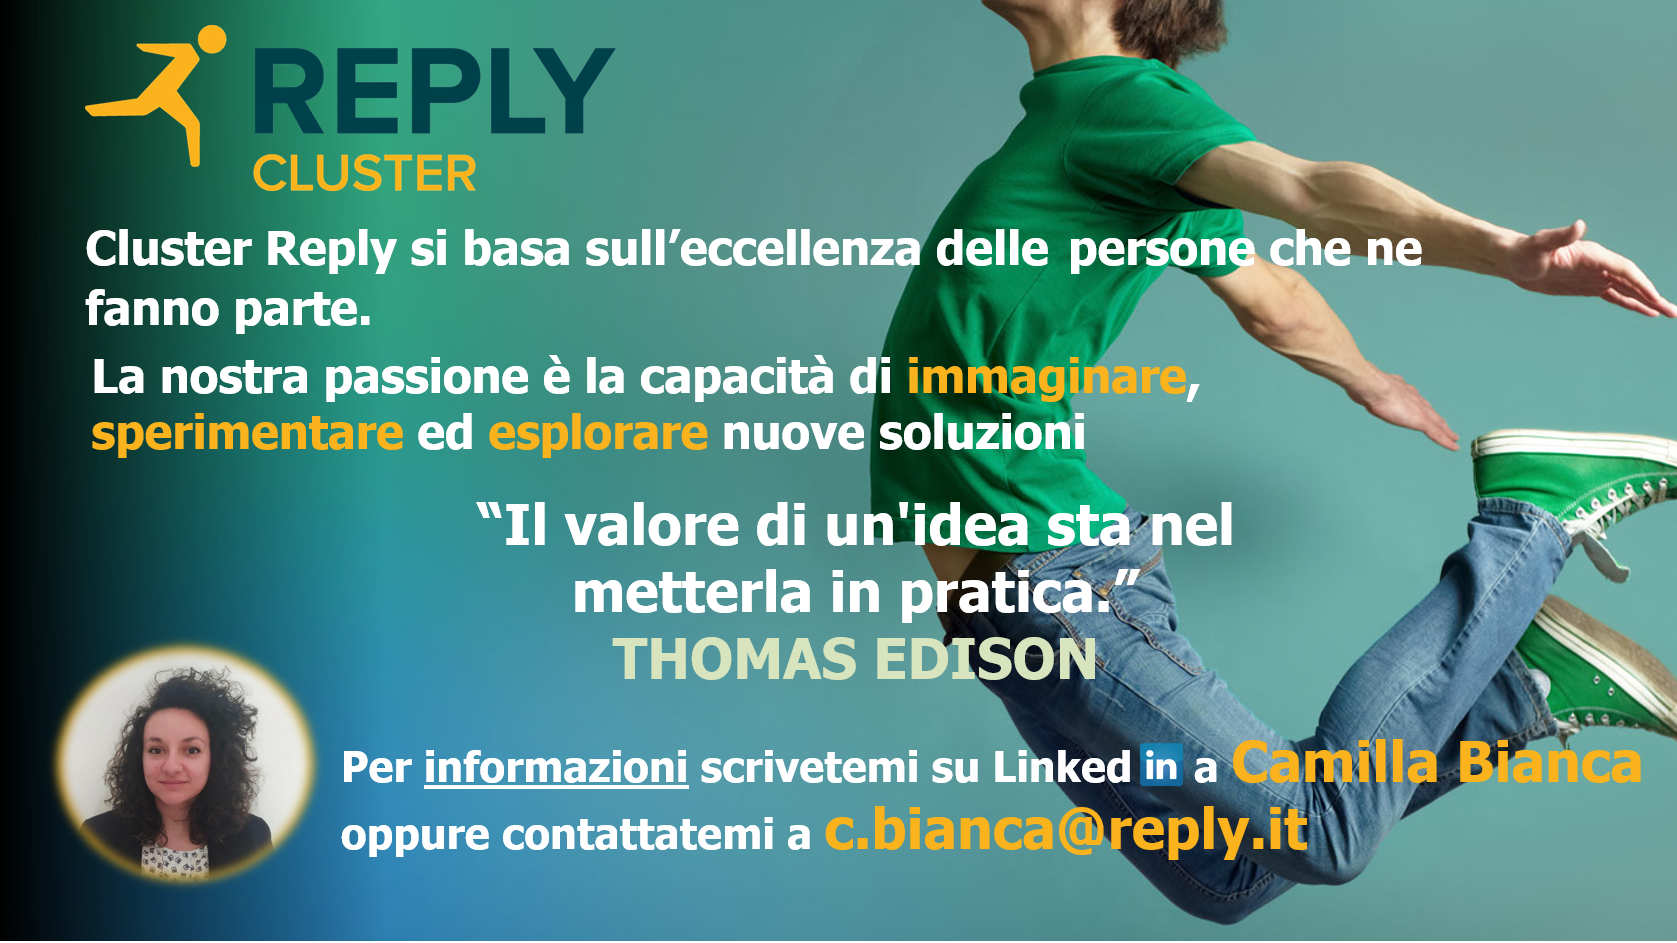 REPLY
CLUSTER
Cluster Reply si basa sull’eccellenza delle persone che ne
fanno parte.
La nostra passione è la capacità di immaginare,
sperimentare ed esplorare nuove soluzioni
“Il valore di un'idea sta nel
metterla in pratica.”
THOMAS EDISON
Per informazioni scrivetemi su Linked in a Camilla Bianca
oppure contattatemi a c.bianca@reply.it